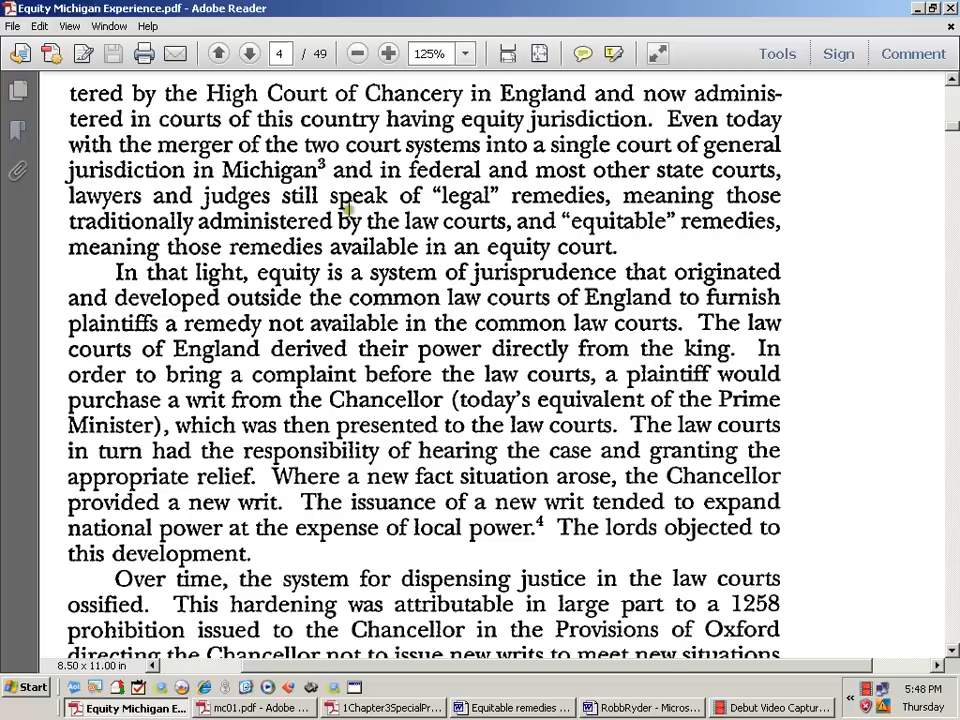 Equity Michigan Experience.pdf - Adobe Reader
File Edit View Window Help
4 / 49 125% Tools Sign Comment
tered by the High Court of Chancery in England and now adminis-
tered in courts of this country having equity jurisdiction. Even today
with the merger of the two court systems into a single court of general
jurisdiction in Michigan³ and in federal and most other state courts,
lawyers and judges still speak of “legal” remedies, meaning those
traditionally administered by the law courts, and “equitable” remedies,
meaning those remedies available in an equity court.
In that light, equity is a system of jurisprudence that originated
and developed outside the common law courts of England to furnish
plaintiffs a remedy not available in the common law courts. The law
courts of England derived their power directly from the king. In
order to bring a complaint before the law courts, a plaintiff would
purchase a writ from the Chancellor (today’s equivalent of the Prime
Minister), which was then presented to the law courts. The law courts
in turn had the responsibility of hearing the case and granting the
appropriate relief. Where a new fact situation arose, the Chancellor
provided a new writ. The issuance of a new writ tended to expand
national power at the expense of local power.⁴ The lords objected to
this development.
Over time, the system for dispensing justice in the law courts
ossified. This hardening was attributable in large part to a 1258
prohibition issued to the Chancellor in the Provisions of Oxford
directing the Chancellor not to issue new writs to meet new situations
8.50 x 11.00 in
Start 5:48 PM
Equity Michigan E... mc01.pdf - Adobe ... 1Chapter3SpecialPr... Equitable remedies ... RobbRyder - Micros... Debut Video Captur... Thursday